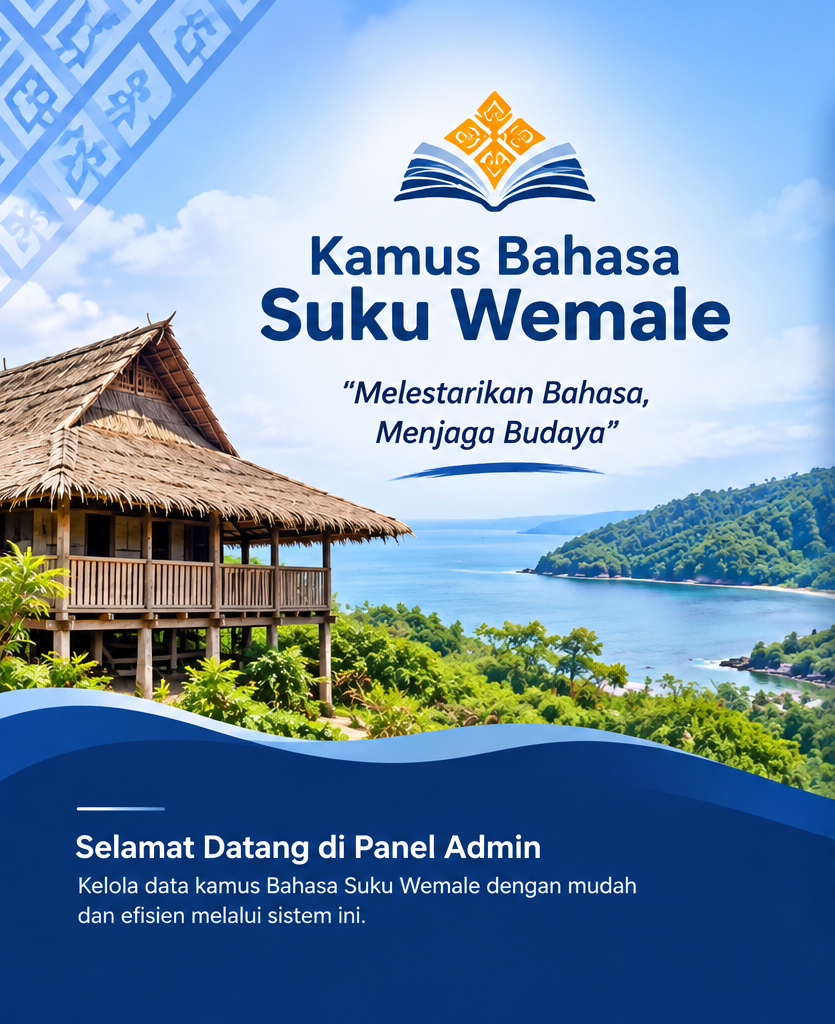 Kamus Bahasa
Suku Wemale
“Melestarikan Bahasa,
Menjaga Budaya”
Selamat Datang di Panel Admin
Kelola data kamus Bahasa Suku Wemale dengan mudah
dan efisien melalui sistem ini.